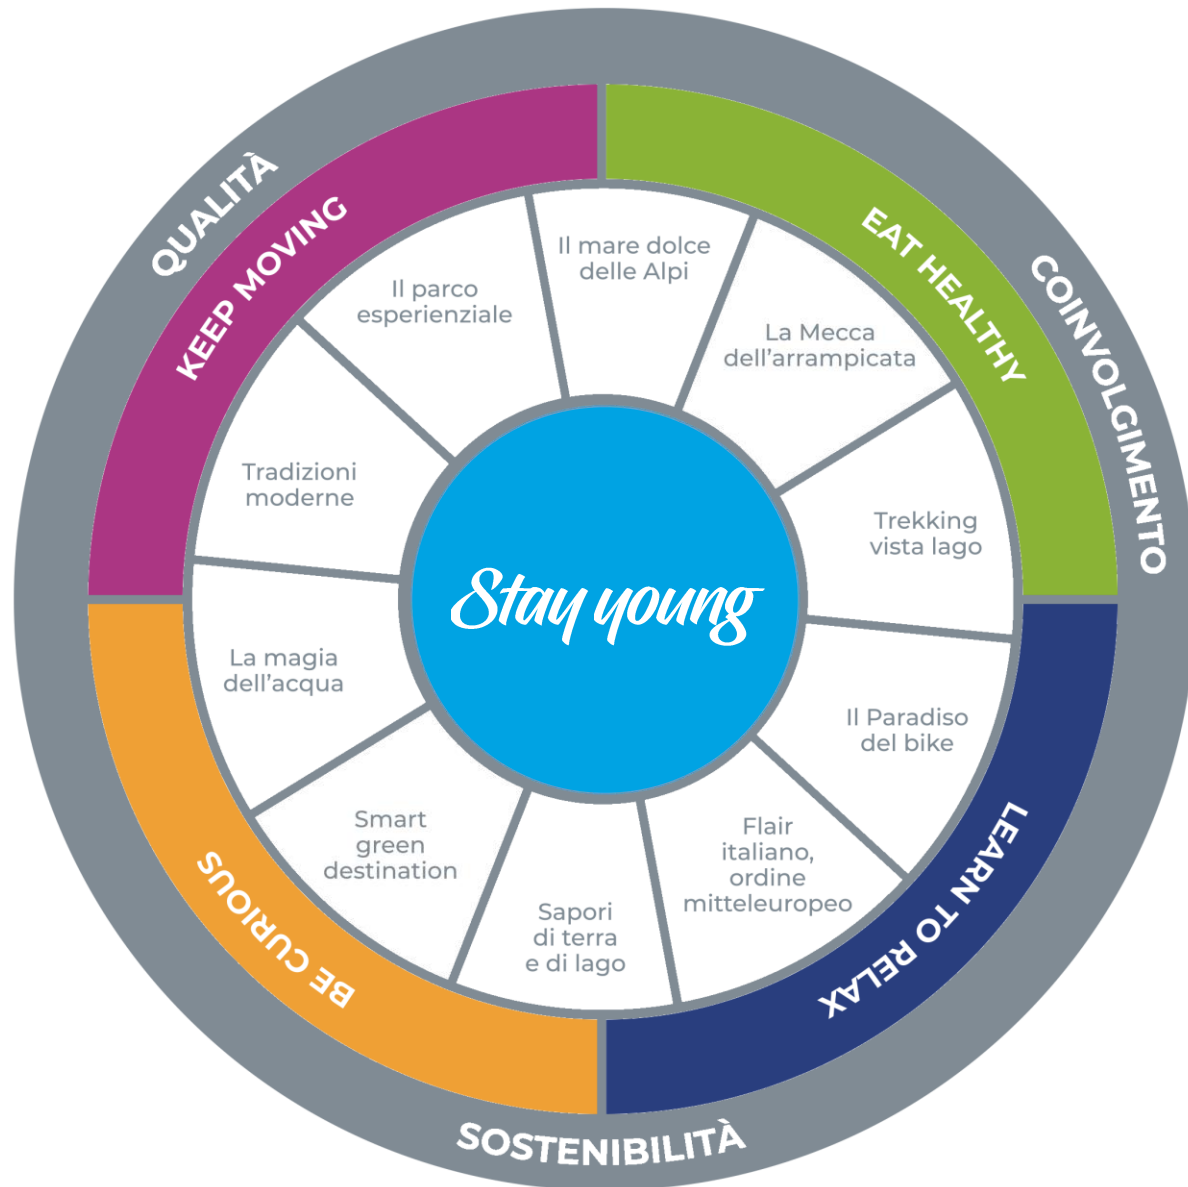 QUALITÀ
COINVOLGIMENTO
SOSTENIBILITÀ
KEEP MOVING
EAT HEALTHY
LEARN TO RELAX
BE CURIOUS
Il mare dolce
delle Alpi
La Mecca
dell’arrampicata
Trekking
vista lago
Il Paradiso
del bike
Flair
italiano,
ordine
mitteleuropeo
Sapori
di terra
e di lago
Smart
green
destination
La magia
dell’acqua
Tradizioni
moderne
Il parco
esperienziale
Stay young